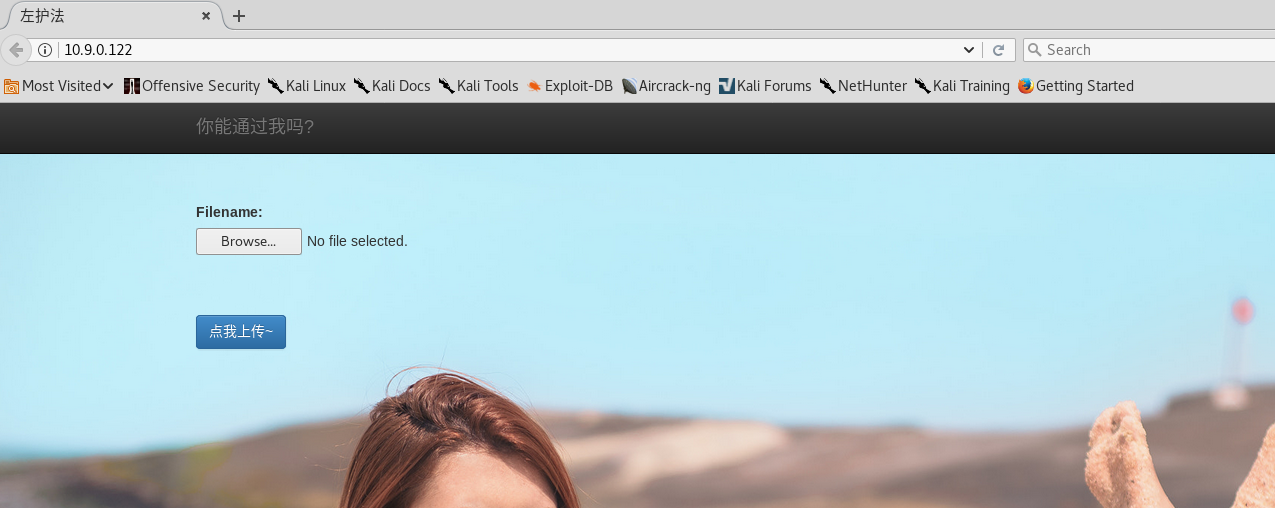 左护法
10.9.0.122
Search
Most Visited Offensive Security Kali Linux Kali Docs Kali Tools Exploit-DB Aircrack-ng Kali Forums NetHunter Kali Training Getting Started
你能通过我吗?
Filename:
Browse... No file selected.
点我上传~